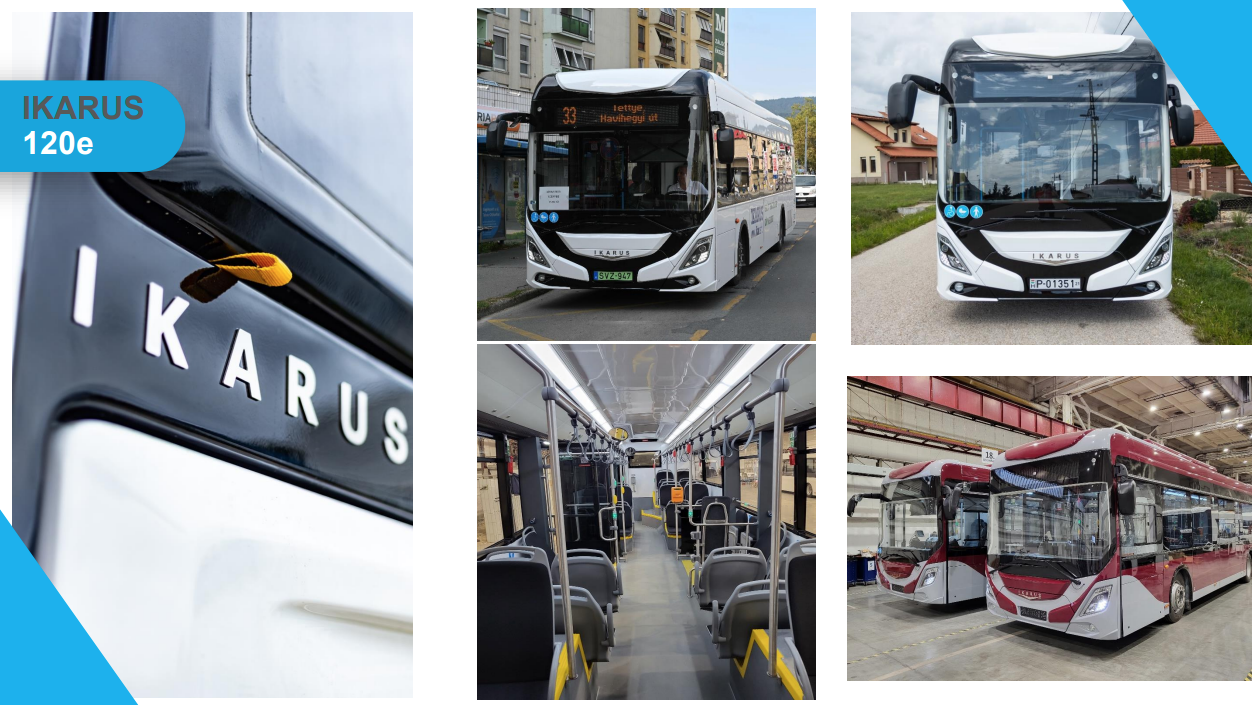 IKARUS
120e
IKARUS
33 Tettye,
Havihegyi út
IKARUS
SVZ-947
IKARUS
P-01351
18.
IKARUS